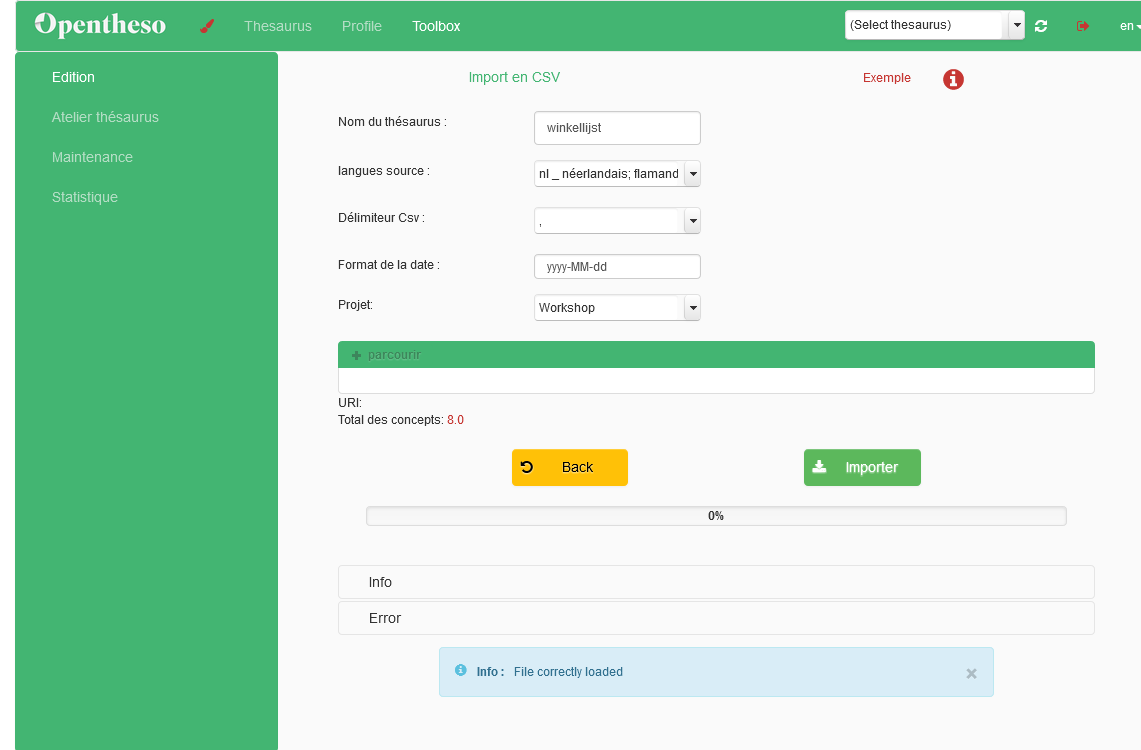 Opentheso Thesaurus Profile Toolbox (Select thesaurus) en
Edition
Atelier thésaurus
Maintenance
Statistique
Import en CSV Exemple
Nom du thésaurus : winkellijst
langues source : nl _ néerlandais; flamand
Délimiteur Csv : ,
Format de la date : yyyy-MM-dd
Projet: Workshop
parcourir
URI:
Total des concepts: 8.0
Back Importer
0%
Info
Error
Info : File correctly loaded